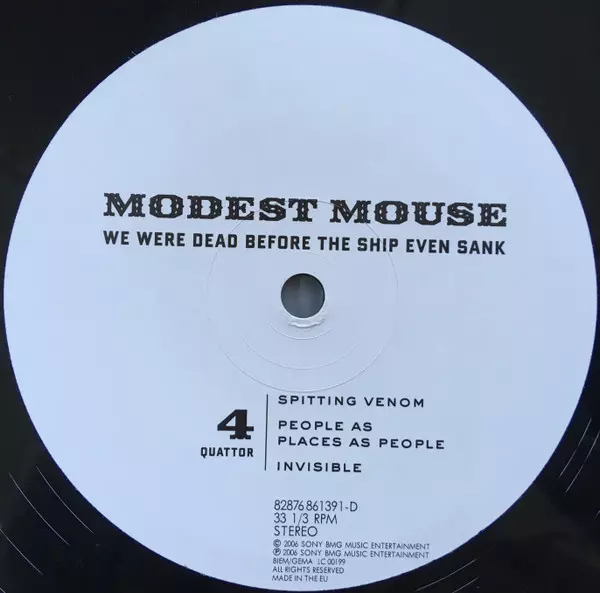 MODEST MOUSE
WE WERE DEAD BEFORE THE SHIP EVEN SANK
SPITTING VENOM
4
QUATTOR
PEOPLE AS
PLACES AS PEOPLE
INVISIBLE
82876861391-D
33 1/3 RPM
STEREO
© 2006 SONY BMG MUSIC ENTERTAINMENT
℗ 2006 SONY BMG MUSIC ENTERTAINMENT
BIEM/GEMA LC 00199
ALL RIGHTS RESERVED
MADE IN THE EU